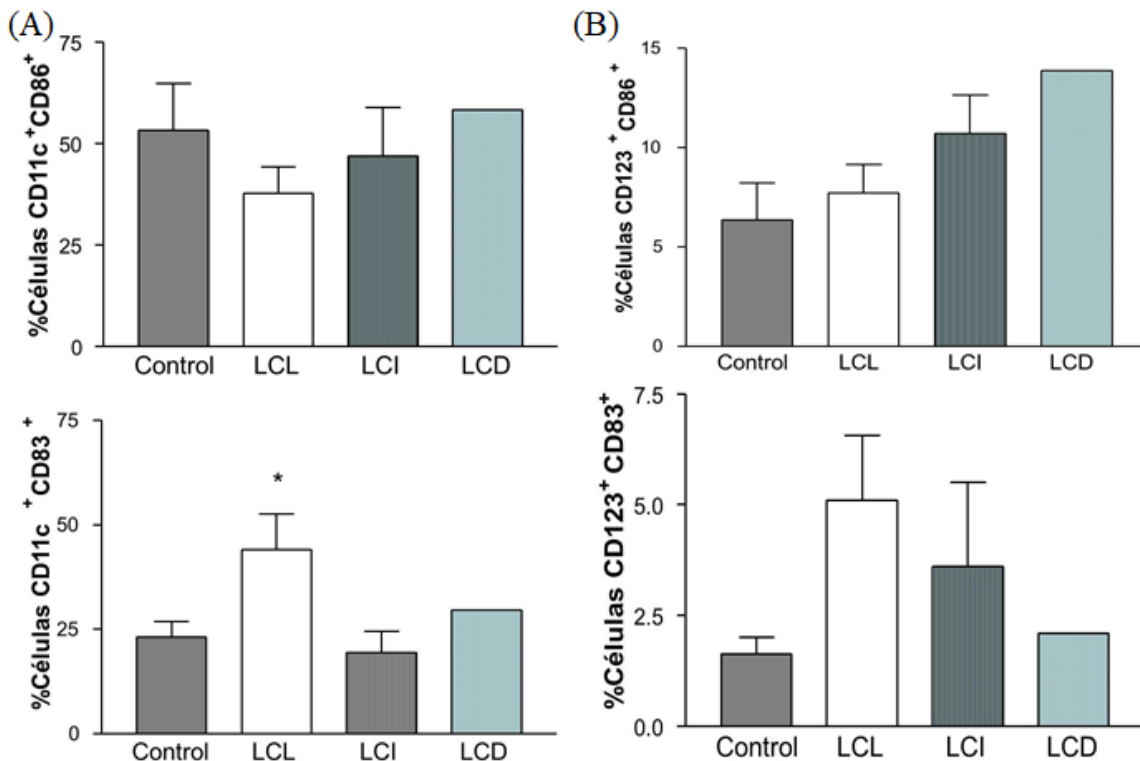 (A)
%Células CD11c⁺CD86⁺
75
50
25
0
Control LCL LCI LCD
(B)
%Células CD123⁺CD86⁺
15
10
5
0
Control LCL LCI LCD
%Células CD11c⁺CD83⁺
75
50
25
0
*
Control LCL LCI LCD
%Células CD123⁺CD83⁺
7.5
5.0
2.5
0.0
Control LCL LCI LCD